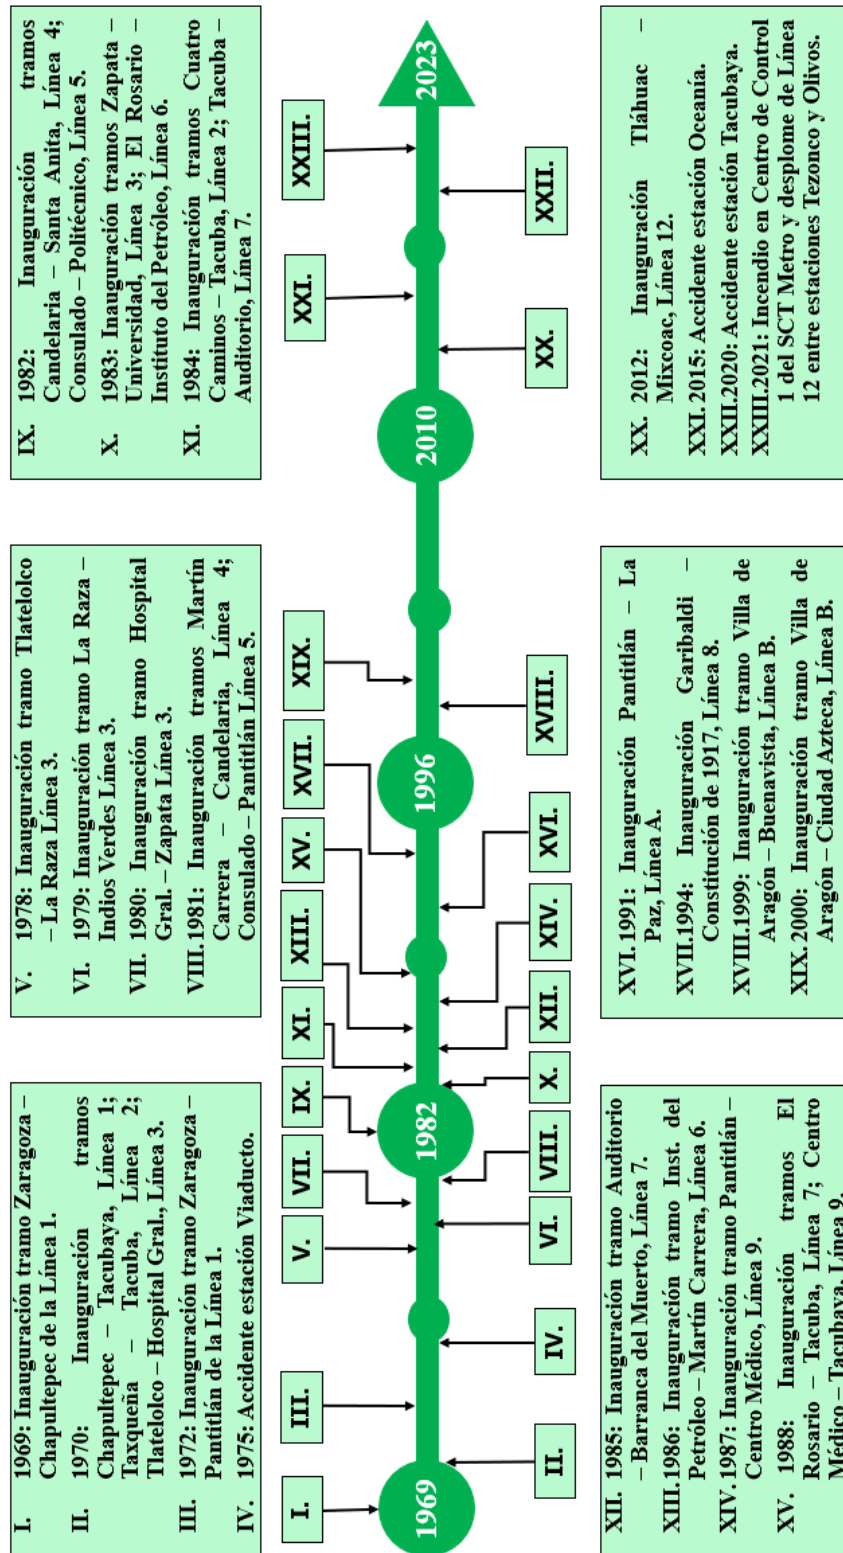 I. 1969: Inauguración tramo Zaragoza –
Chapultepec de la Línea 1.
II. 1970: Inauguración tramos
Chapultepec – Tacubaya, Línea 1;
Taxqueña – Tacuba, Línea 2;
Tlatelolco – Hospital Gral., Línea 3.
III. 1972: Inauguración tramo Zaragoza –
Pantitlán de la Línea 1.
IV. 1975: Accidente estación Viaducto.
V. 1978: Inauguración tramo Tlatelolco
– La Raza Línea 3.
VI. 1979: Inauguración tramo La Raza –
Indios Verdes Línea 3.
VII. 1980: Inauguración tramo Hospital
Gral. – Zapata Línea 3.
VIII. 1981: Inauguración tramos Martín
Carrera – Candelaria, Línea 4;
Consulado – Pantitlán Línea 5.
IX. 1982: Inauguración tramos
Candelaria – Santa Anita, Línea 4;
Consulado – Politécnico, Línea 5.
X. 1983: Inauguración tramos Zapata –
Universidad, Línea 3; El Rosario –
Instituto del Petróleo, Línea 6.
XI. 1984: Inauguración tramos Cuatro
Caminos – Tacuba, Línea 2; Tacuba –
Auditorio, Línea 7.
I.
III.
V.
VII.
IX.
XI.
XIII.
XV.
XVII.
XIX.
XXI.
XXIII.
1969
1982
1996
2010
2023
II.
IV.
VI.
VIII.
X.
XII.
XIV.
XVI.
XVIII.
XX.
XXII.
XII. 1985: Inauguración tramo Auditorio
– Barranca del Muerto, Línea 7.
XIII. 1986: Inauguración tramo Inst. del
Petróleo – Martín Carrera, Línea 6.
XIV. 1987: Inauguración tramo Pantitlán –
Centro Médico, Línea 9.
XV. 1988: Inauguración tramos El
Rosario – Tacuba, Línea 7; Centro
Médico – Tacubaya, Línea 9.
XVI. 1991: Inauguración Pantitlán – La
Paz, Línea A.
XVII. 1994: Inauguración Garibaldi –
Constitución de 1917, Línea 8.
XVIII. 1999: Inauguración tramo Villa de
Aragón – Buenavista, Línea B.
XIX. 2000: Inauguración tramo Villa de
Aragón – Ciudad Azteca, Línea B.
XX. 2012: Inauguración Tláhuac –
Mixcoac, Línea 12.
XXI. 2015: Accidente estación Oceanía.
XXII. 2020: Accidente estación Tacubaya.
XXIII. 2021: Incendio en Centro de Control
1 del SCT Metro y desplome de Línea
12 entre estaciones Tezonco y Olivos.